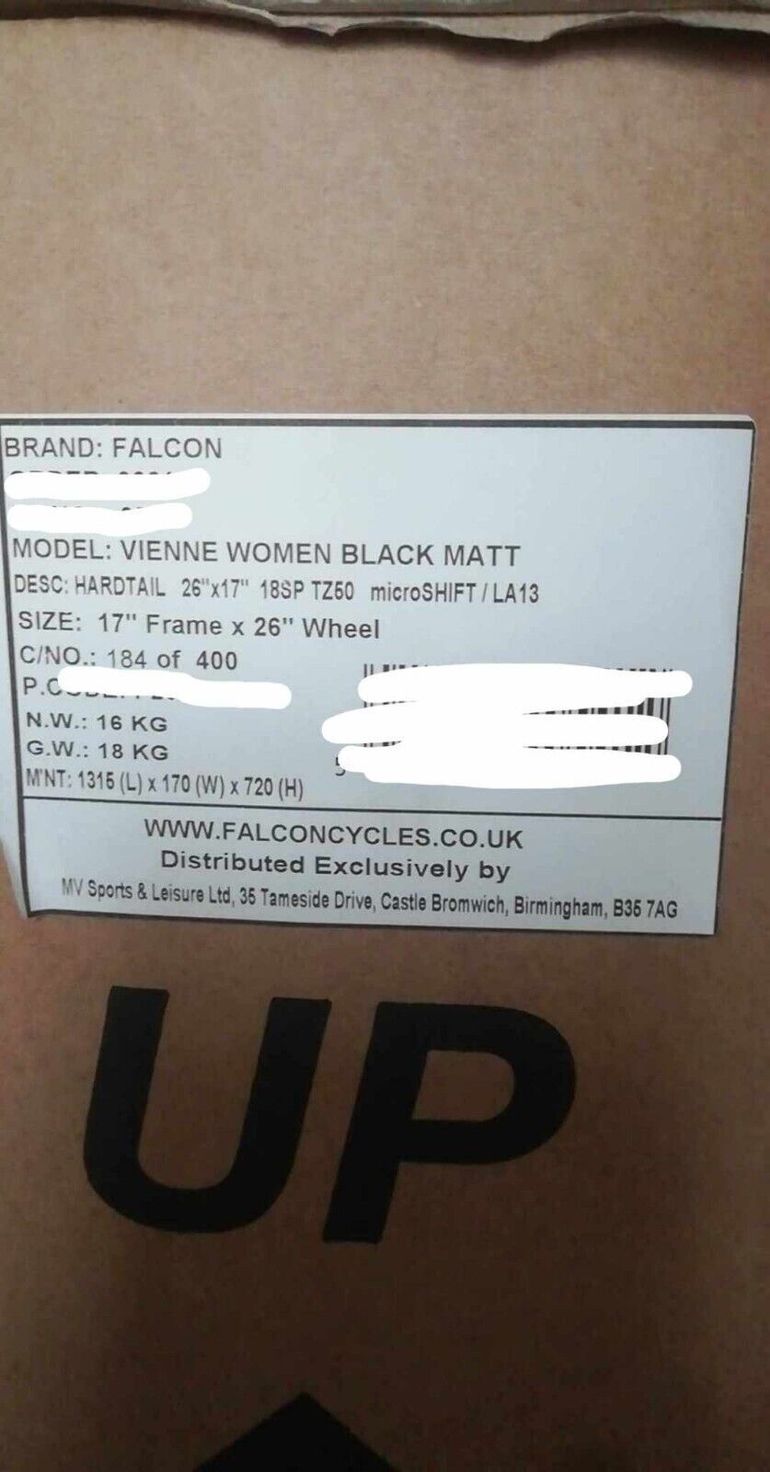 BRAND: FALCON
MODEL: VIENNE WOMEN BLACK MATT
DESC: HARDTAIL 26"x17" 18SP TZ50 microSHIFT / LA13
SIZE: 17" Frame x 26" Wheel
C/NO.: 184 of 400
N.W.: 16 KG
G.W.: 18 KG
M'NT: 1315 (L) x 170 (W) x 720 (H)
5
WWW.FALCONCYCLES.CO.UK
Distributed Exclusively by
MV Sports & Leisure Ltd, 35 Tameside Drive, Castle Bromwich, Birmingham, B35 7AG
UP